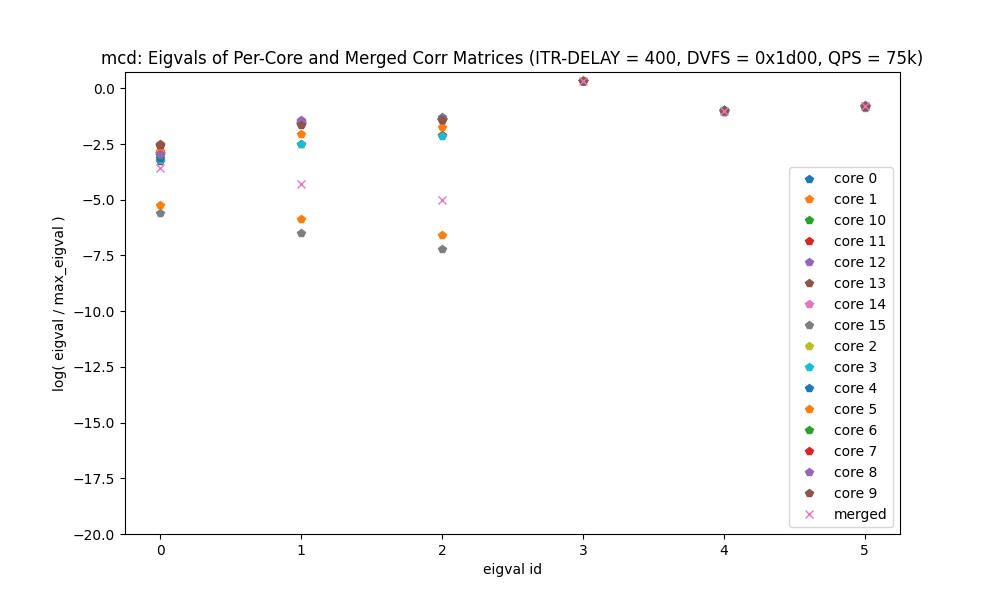 mcd: Eigvals of Per-Core and Merged Corr Matrices (ITR-DELAY = 400, DVFS = 0x1d00, QPS = 75k)
log( eigval / max_eigval )
0.0
−2.5
−5.0
−7.5
−10.0
−12.5
−15.0
−17.5
−20.0
core 0
core 1
core 10
core 11
core 12
core 13
core 14
core 15
core 2
core 3
core 4
core 5
core 6
core 7
core 8
core 9
merged
0 1 2 3 4 5
eigval id